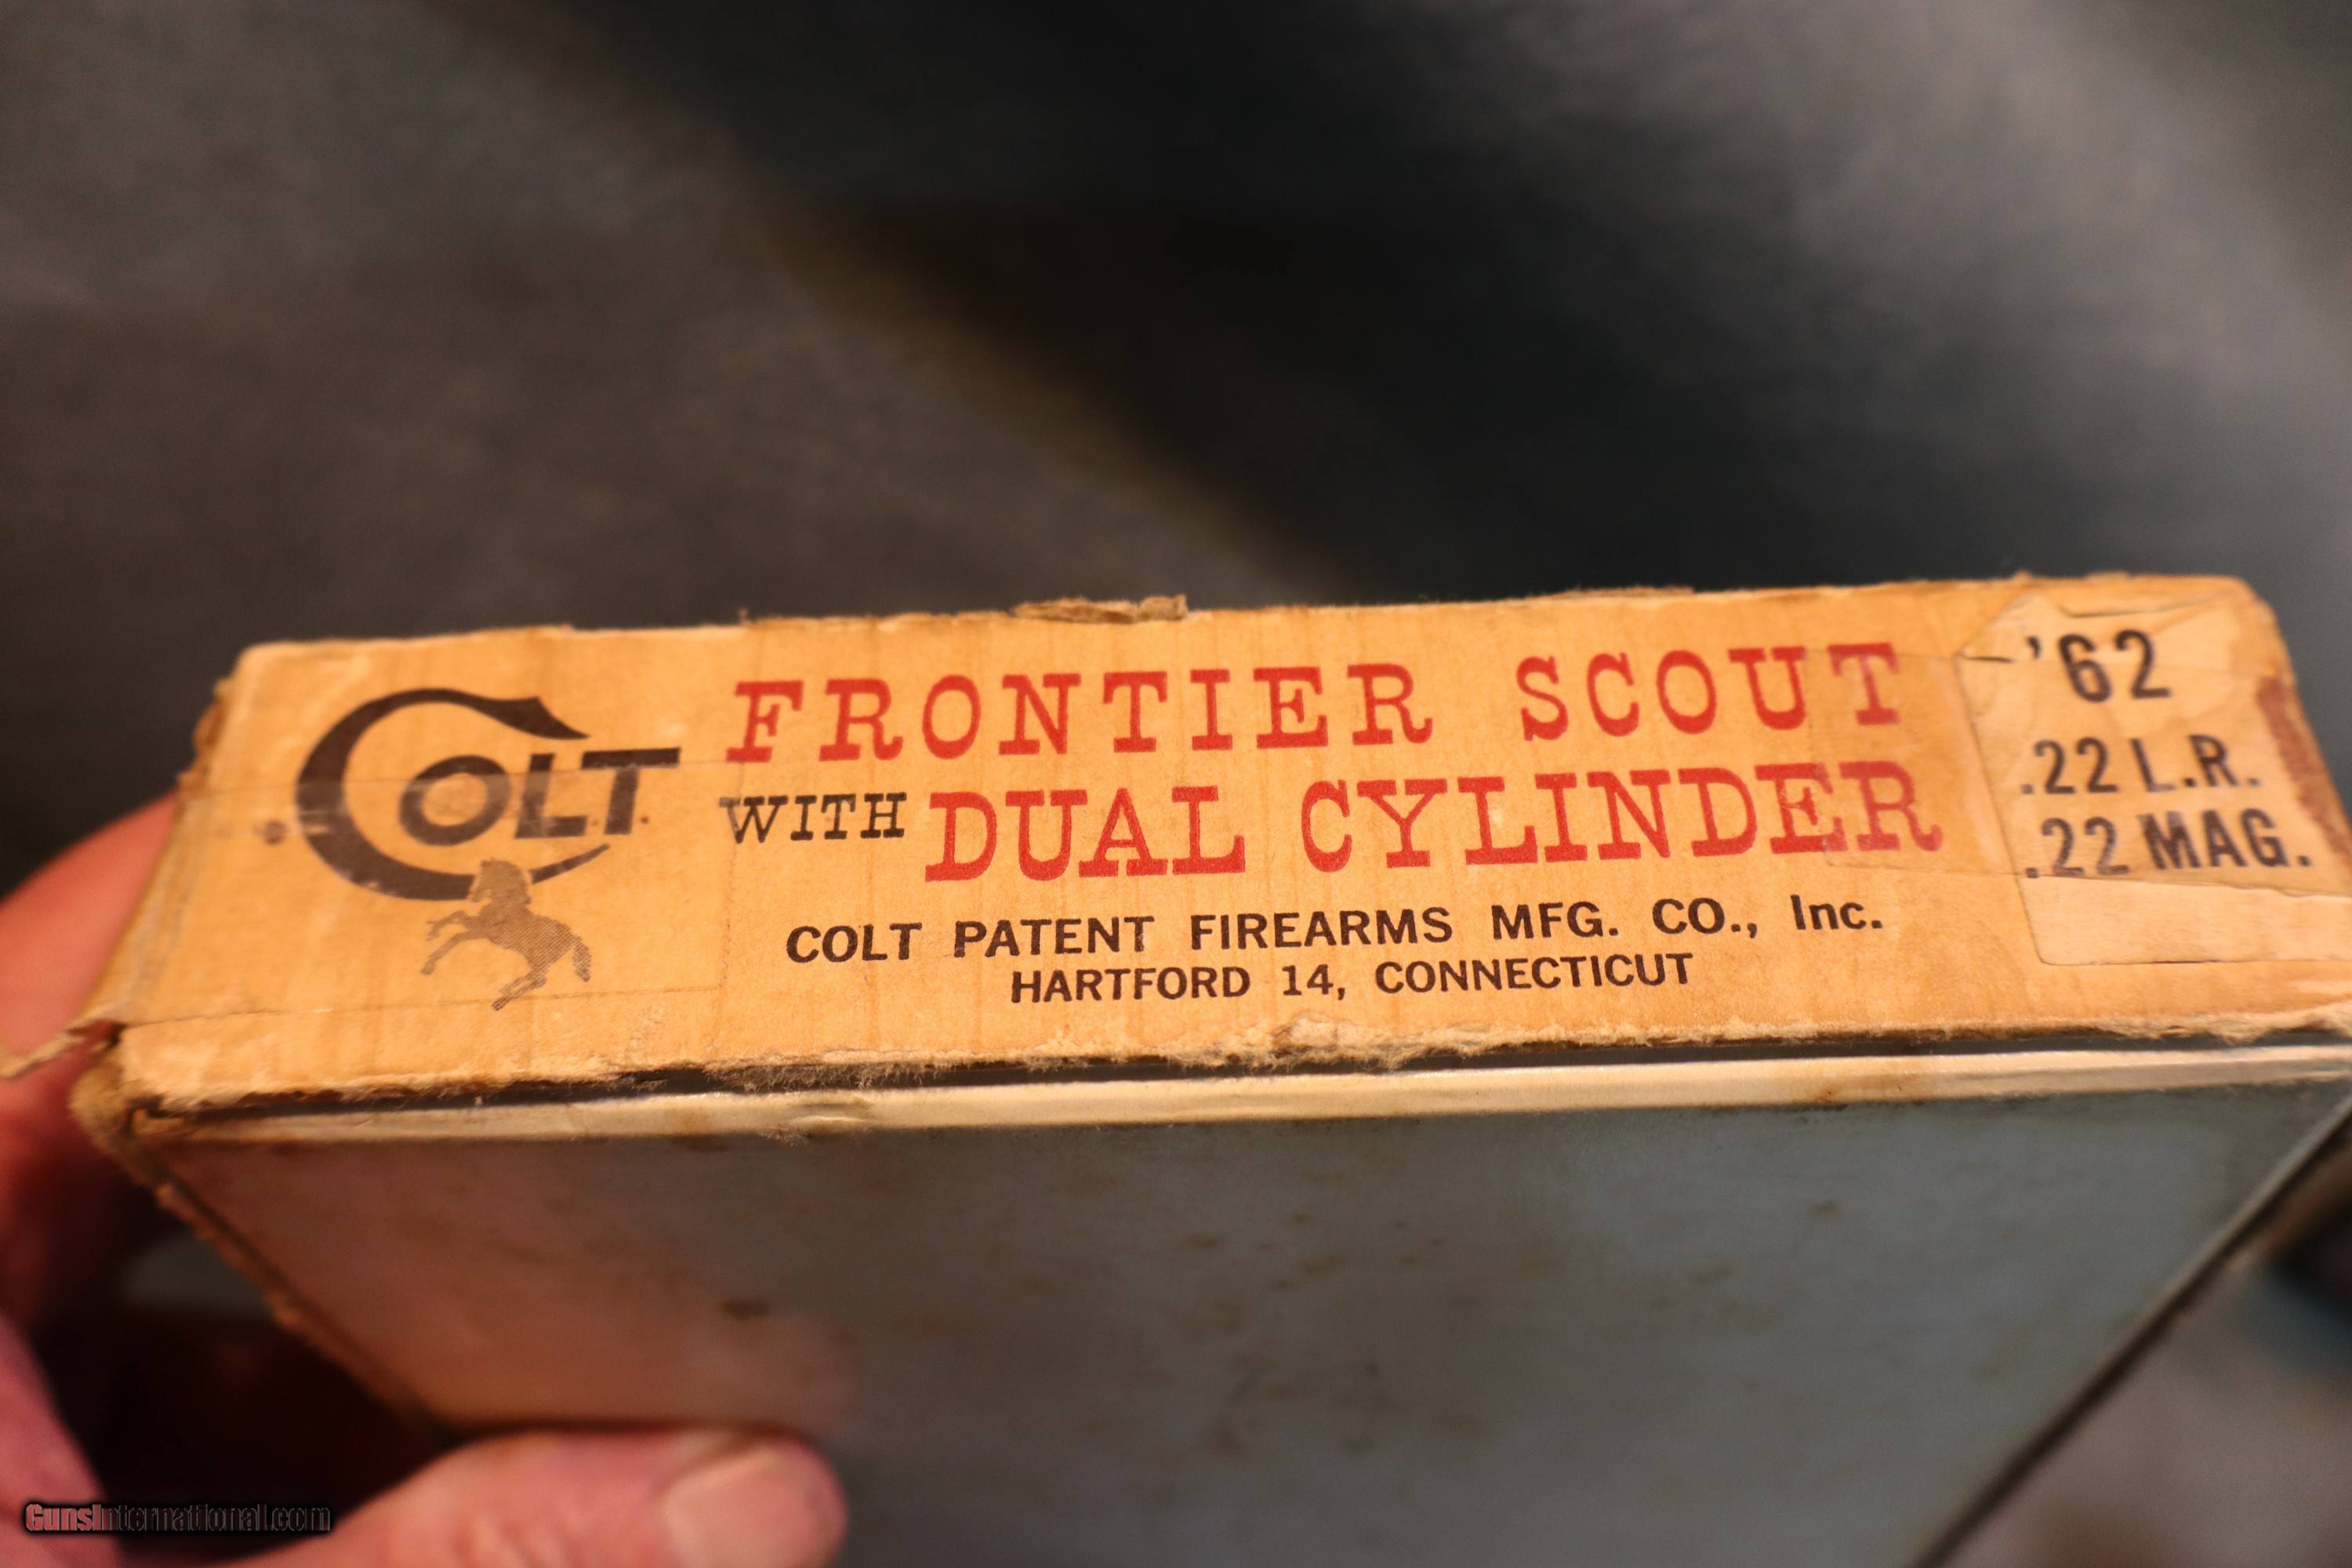 COLT
FRONTIER SCOUT
WITH DUAL CYLINDER
COLT PATENT FIREARMS MFG. CO., Inc.
HARTFORD 14, CONNECTICUT
'62
.22 L.R.
.22 MAG.
GunsInternational.com